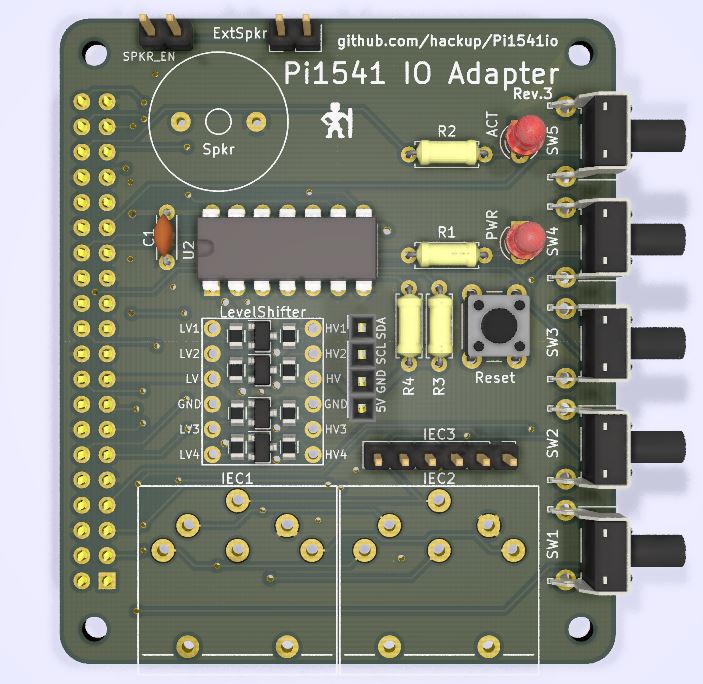 ExtSpkr
github.com/hackup/Pi1541io
SPKR_EN
Pi1541 IO Adapter
Rev.3
ACT
R2
SW5
Spkr
PWR
R1
SW4
C1
U2
LevelShifter
LV1
HV1
SDA
LV2
HV2
SCL
LV
HV
GND
GND
GND
5V
LV3
HV3
LV4
HV4
R4
R3
Reset
SW3
IEC3
SW2
IEC1
IEC2
SW1